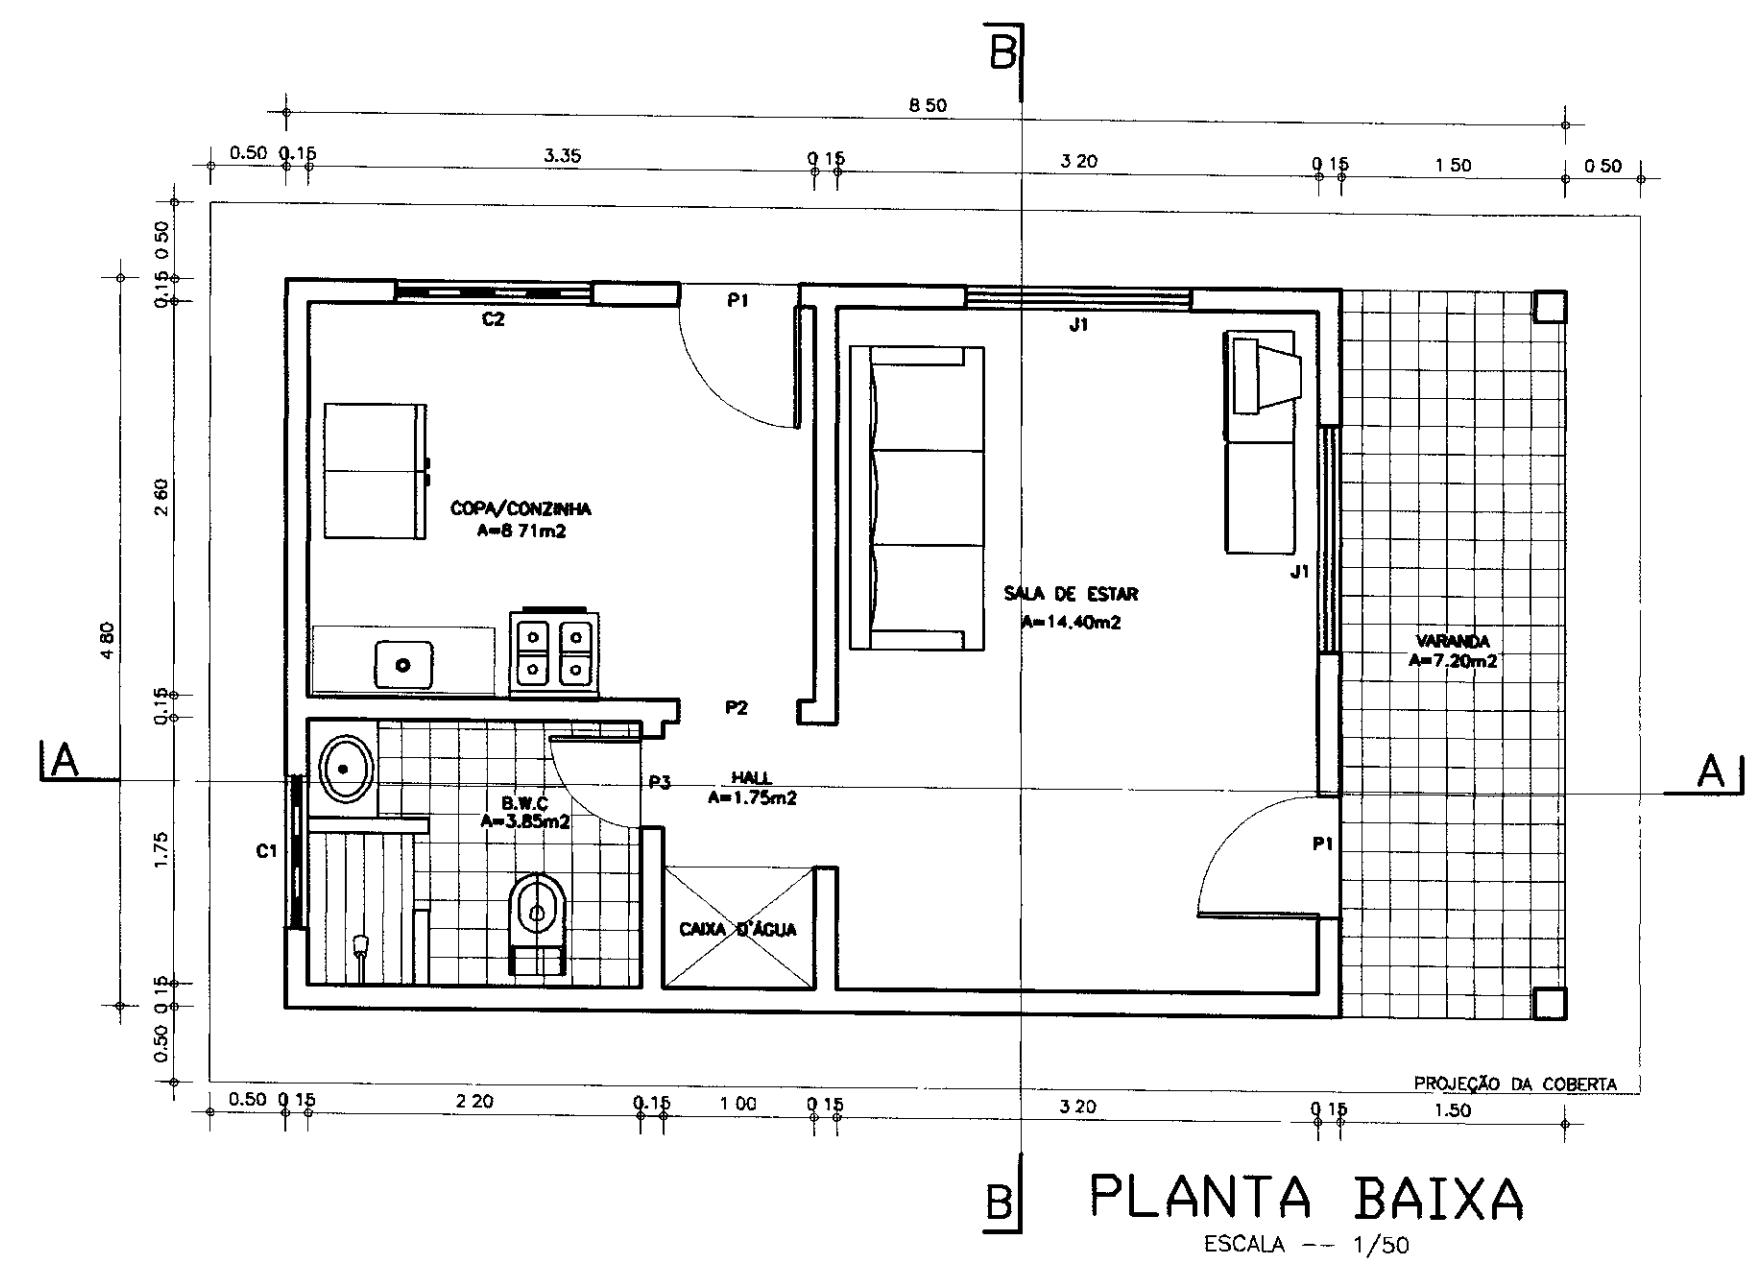 B
8 50
0.50 0.15 3.35 0 15 3 20 0 15 1 50 0 50
0 50
0.15
P1
C2
J1
2 60
COPA/CONZINHA
A=8 71m2
J1
SALA DE ESTAR
A=14.40m2
4 80
VARANDA
A=7.20m2
0.15
P2
A
A
P3
HALL
A=1.75m2
B.W.C
A=3.85m2
1.75
C1
P1
CAIXA D'ÁGUA
0 15
0.50
PROJEÇÃO DA COBERTA
0.50 0 15 2 20 0.15 1 00 0 15 3 20 0 15 1.50
B
PLANTA BAIXA
ESCALA -- 1/50